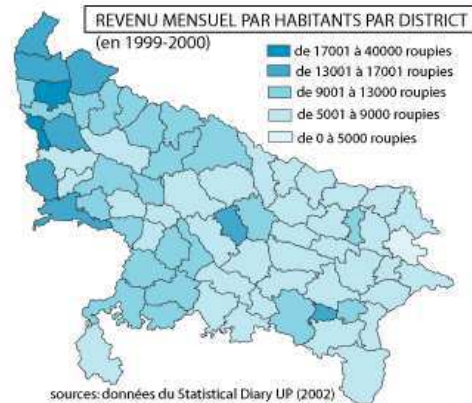 REVENU MENSUEL PAR HABITANTS PAR DISTRICT
(en 1999-2000)
de 17001 à 40000 roupies
de 13001 à 17001 roupies
de 9001 à 13000 roupies
de 5001 à 9000 roupies
de 0 à 5000 roupies
sources: données du Statistical Diary UP (2002)